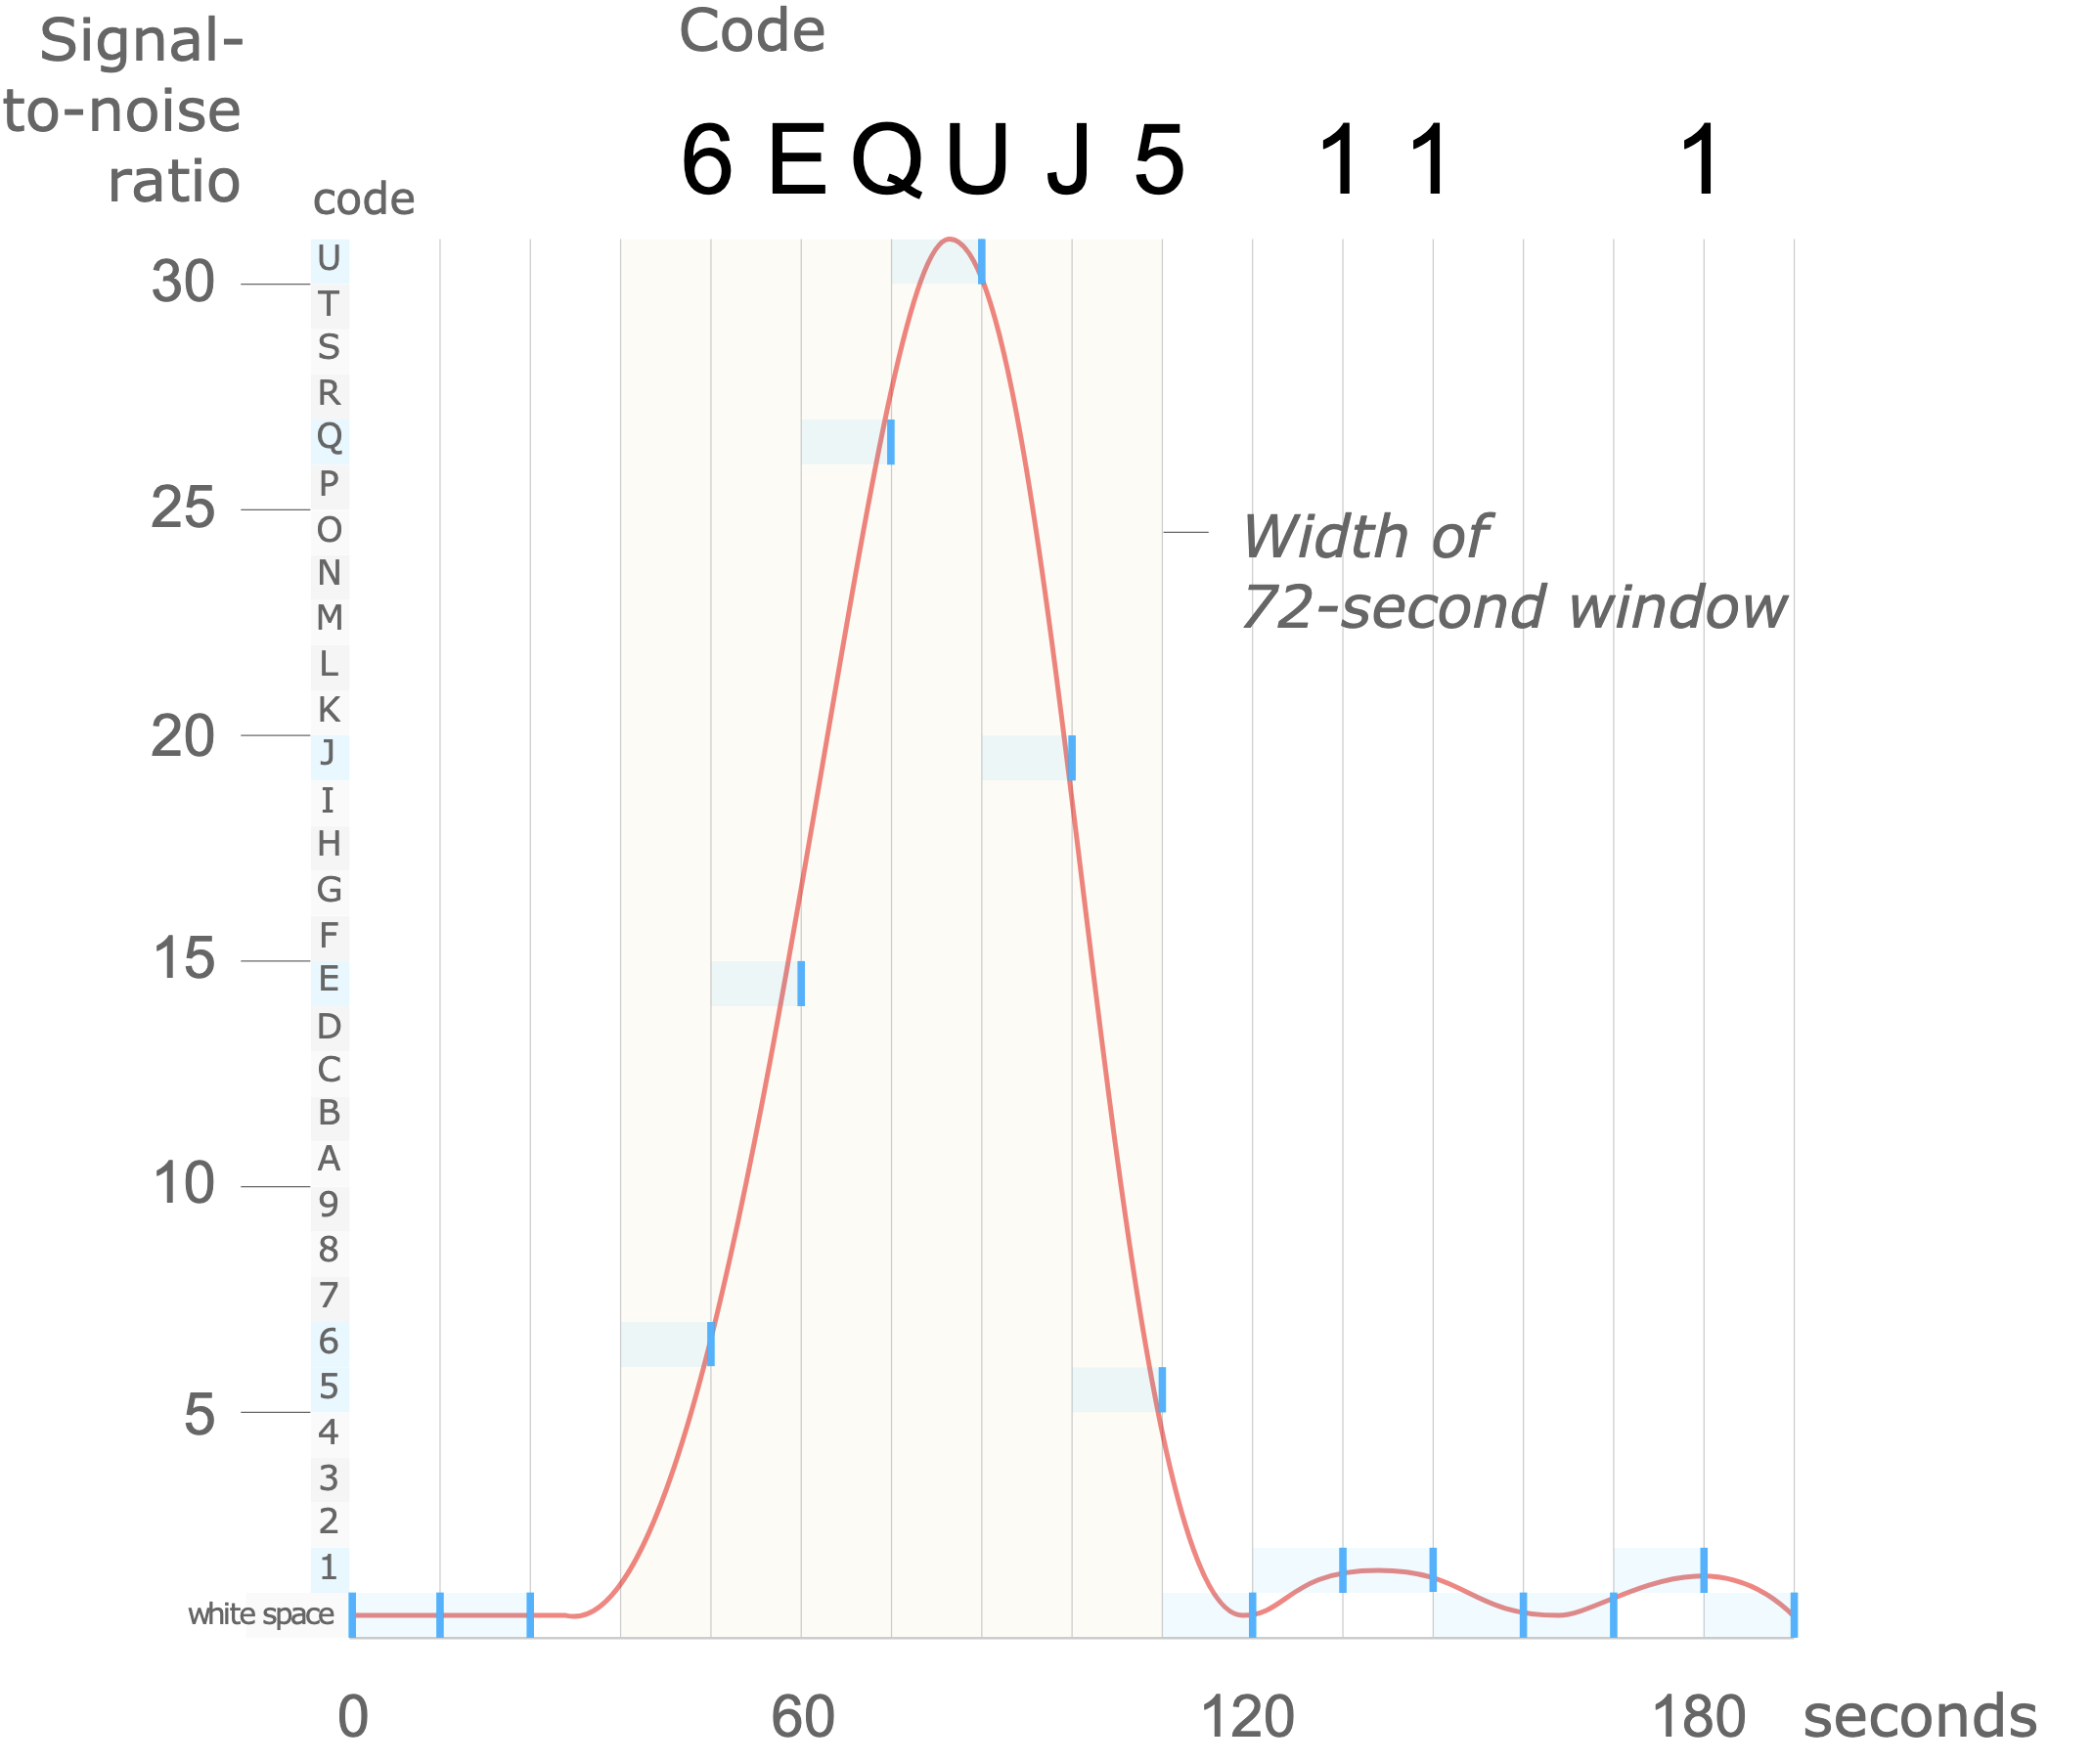 Signal-
to-noise
ratio
Code
6 E Q U J 5 1 1 1
code
U
30
T
S
R
Q
P
25
O
N
M
L
K
20
J
I
H
G
F
15
E
D
C
B
A
10
9
8
7
6
5
5
4
3
2
1
white space
Width of
72-second window
0 60 120 180 seconds